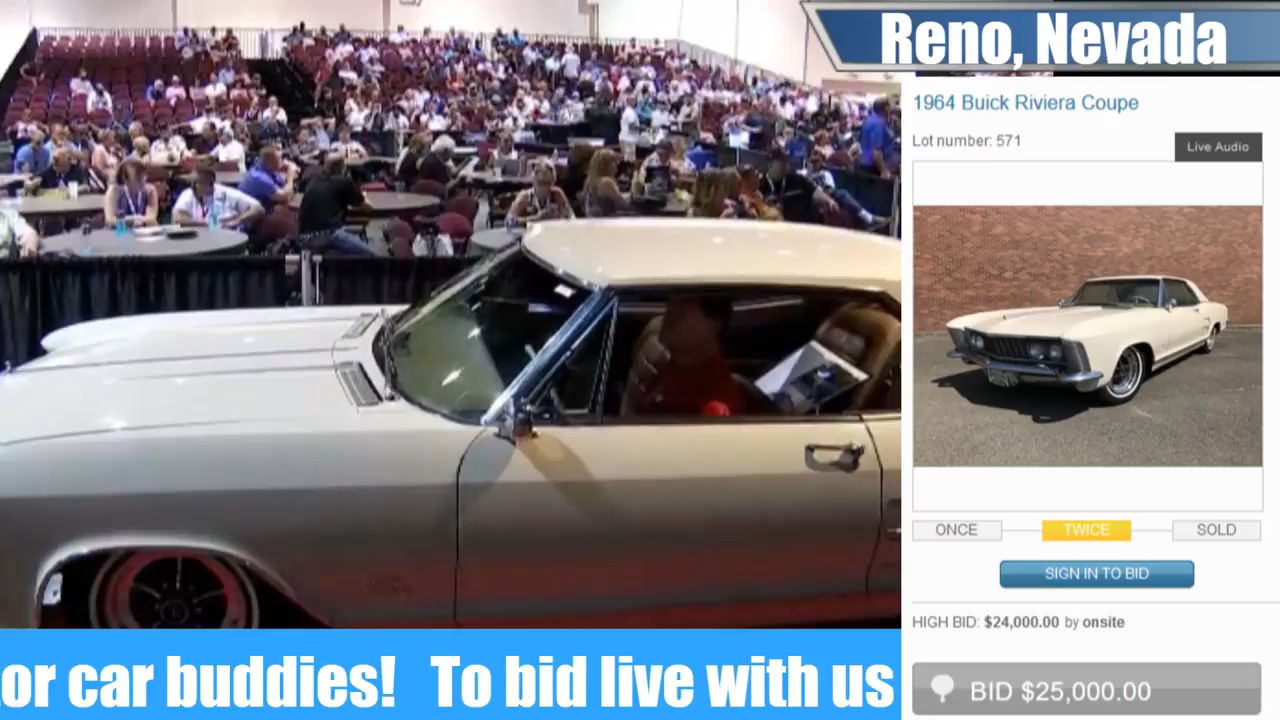 Reno, Nevada
1964 Buick Riviera Coupe
Lot number: 571
Live Audio
ONCE
TWICE
SOLD
SIGN IN TO BID
HIGH BID: $24,000.00 by onsite
BID $25,000.00
or car buddies! To bid live with us